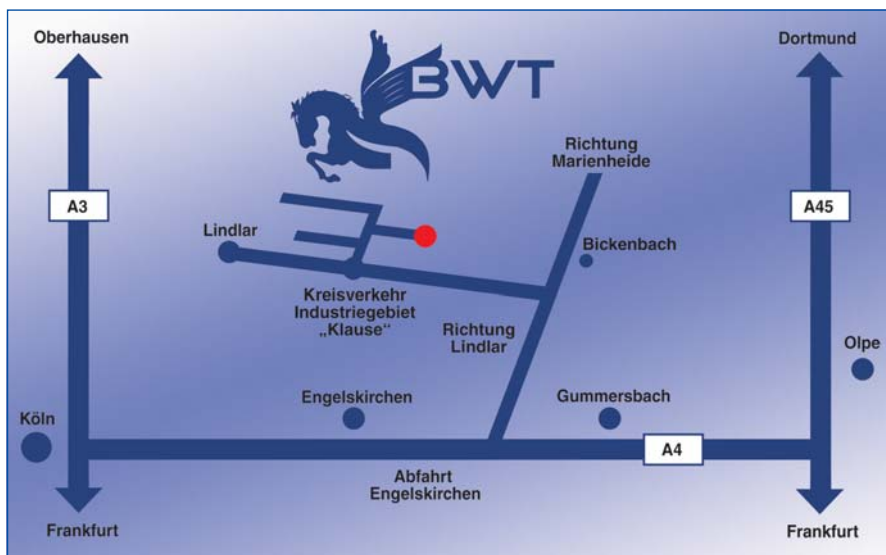 Oberhausen
Dortmund
BWT
Richtung
Marienheide
A3
A45
Lindlar
Bickenbach
Kreisverkehr
Industriegebiet
„Klause“
Richtung
Lindlar
Olpe
Engelskirchen
Gummersbach
Köln
A4
Abfahrt
Engelskirchen
Frankfurt
Frankfurt